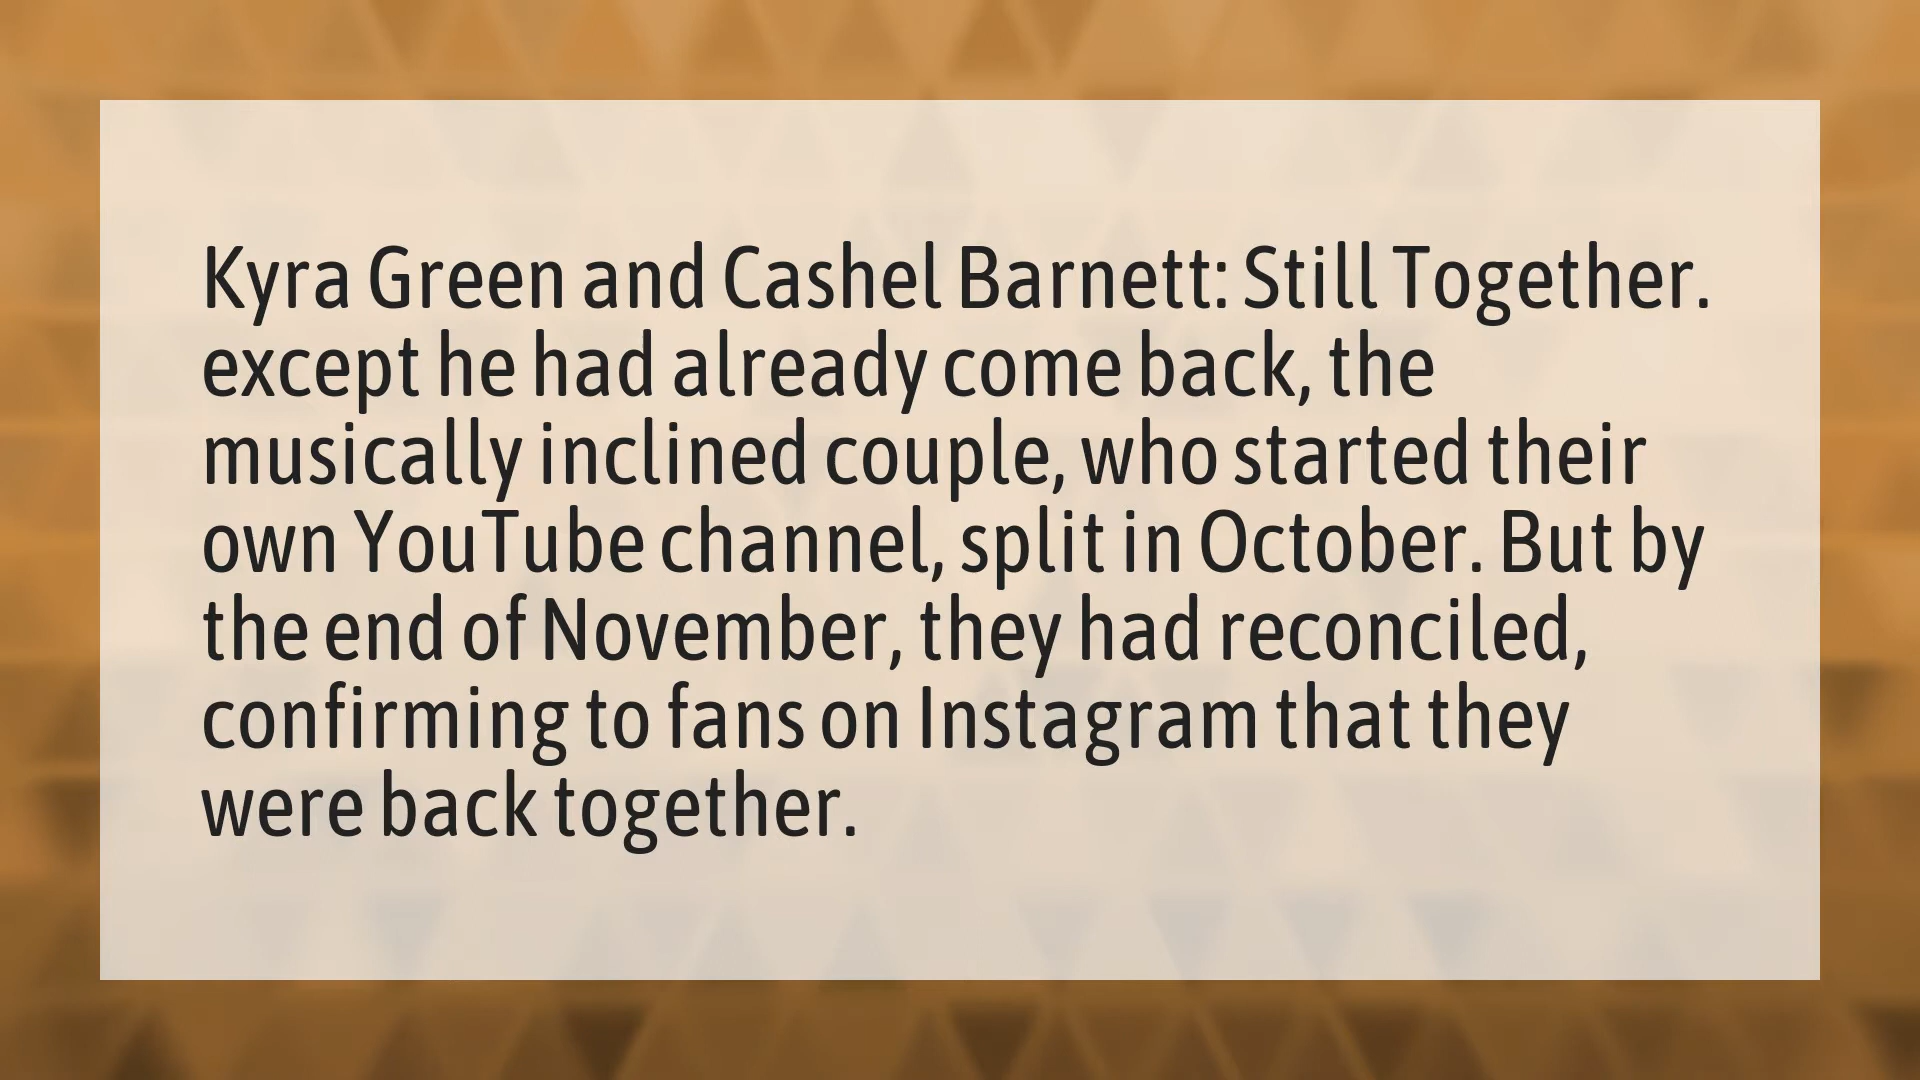 Kyra Green and Cashel Barnett: Still Together.
except he had already come back, the
musically inclined couple, who started their
own YouTube channel, split in October. But by
the end of November, they had reconciled,
confirming to fans on Instagram that they
were back together.